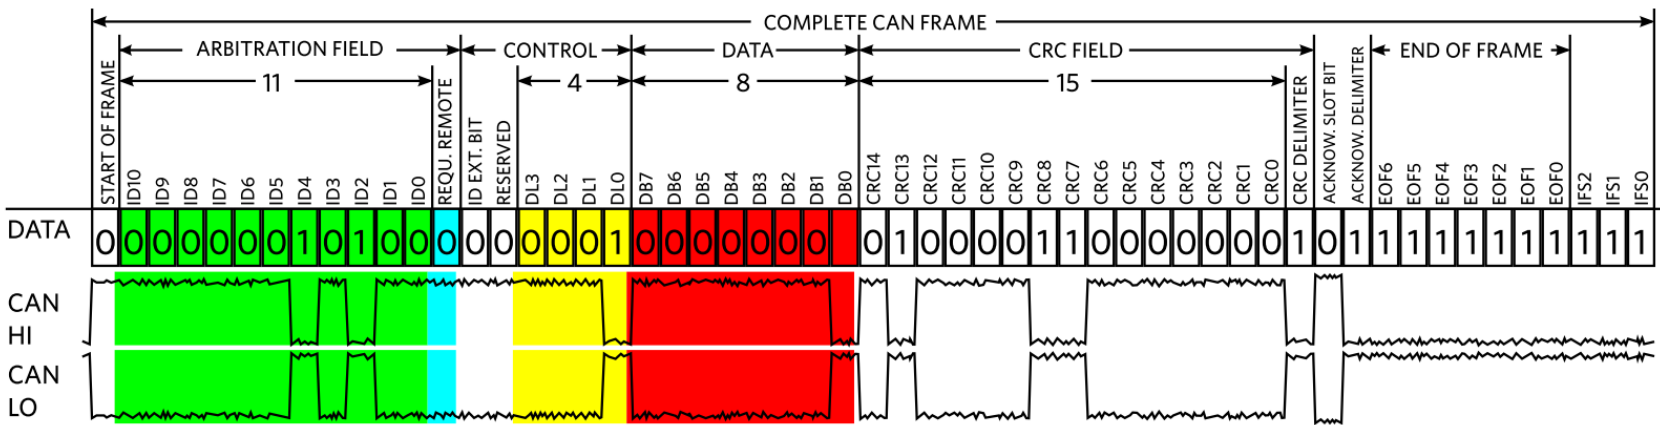 COMPLETE CAN FRAME
ARBITRATION FIELD CONTROL DATA CRC FIELD END OF FRAME
11 4 8 15
START OF FRAME
ID10
ID9
ID8
ID7
ID6
ID5
ID4
ID3
ID2
ID1
ID0
REQU. REMOTE
ID EXT. BIT
RESERVED
DL3
DL2
DL1
DL0
DB7
DB6
DB5
DB4
DB3
DB2
DB1
DB0
CRC14
CRC13
CRC12
CRC11
CRC10
CRC9
CRC8
CRC7
CRC6
CRC5
CRC4
CRC3
CRC2
CRC1
CRC0
CRC DELIMITER
ACKNOW. SLOT BIT
ACKNOW. DELIMITER
EOF6
EOF5
EOF4
EOF3
EOF2
EOF1
EOF0
IFS2
IFS1
IFS0
DATA 0 0 0 0 0 0 0 1 0 1 0 0 0 0 0 0 0 0 1 0 0 0 0 0 0 0 0 1 0 0 0 0 1 1 0 0 0 0 0 0 0 1 0 1 1 1 1 1 1 1 1 1 1 1
CAN
HI
CAN
LO